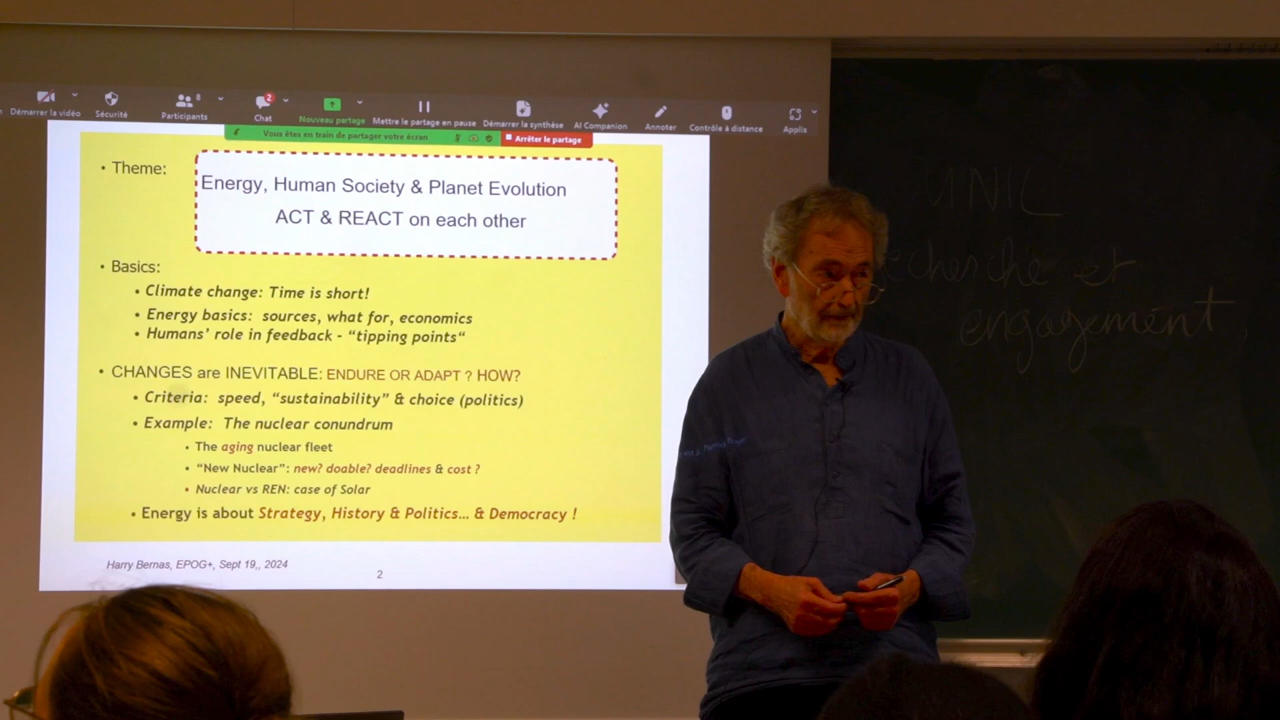 Démarrer la vidéo
Sécurité
Participants
8
Chat
2
Nouveau partage
Mettre le partage en pause
Démarrer la synthèse
AI Companion
Annoter
Contrôle à distance
Applis
Vous êtes en train de partager votre écran
Arrêter le partage
• Theme:
Energy, Human Society & Planet Evolution
ACT & REACT on each other
• Basics:
• Climate change: Time is short!
• Energy basics: sources, what for, economics
• Humans' role in feedback - "tipping points"
• CHANGES are INEVITABLE: ENDURE OR ADAPT ? HOW?
• Criteria: speed, "sustainability" & choice (politics)
• Example: The nuclear conundrum
• The aging nuclear fleet
• "New Nuclear": new? doable? deadlines & cost ?
• Nuclear vs REN: case of Solar
• Energy is about Strategy, History & Politics... & Democracy !
Harry Bernas, EPOG+, Sept 19,, 2024
2
UNIL
echerche et
engagement